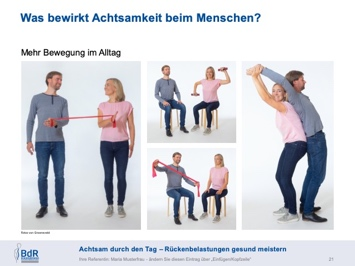 Was bewirkt Achtsamkeit beim Menschen?
Mehr Bewegung im Alltag
BdR
Achtsam durch den Tag – Rückenbelastungen gesund meistern
Ihre Referentin: Maria Musterfrau – ändern Sie diesen Eintrag über „Einfügen/Kopfzeile"
21